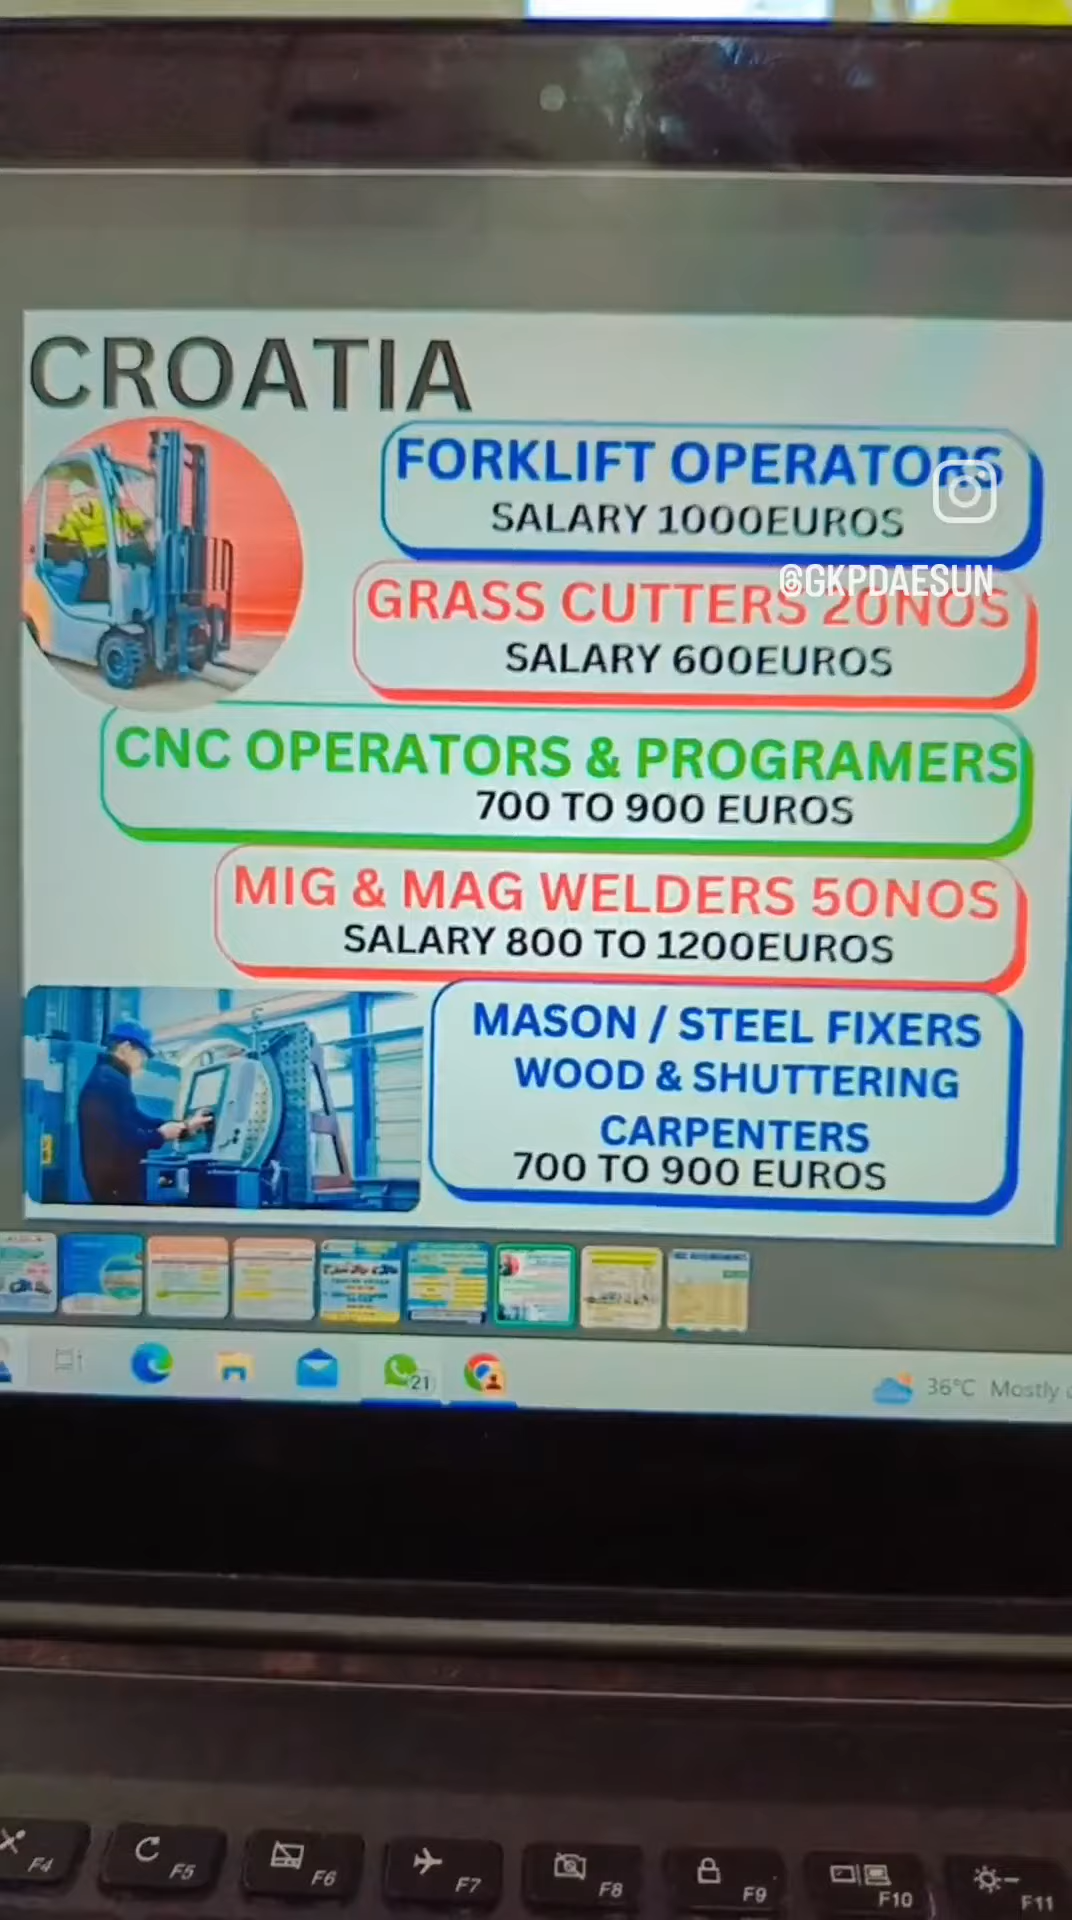 CROATIA
FORKLIFT OPERATORS
SALARY 1000EUROS
@GKPDAESUN
GRASS CUTTERS 20NOS
SALARY 600EUROS
CNC OPERATORS & PROGRAMERS
700 TO 900 EUROS
MIG & MAG WELDERS 50NOS
SALARY 800 TO 1200EUROS
MASON / STEEL FIXERS
WOOD & SHUTTERING
CARPENTERS
700 TO 900 EUROS
21
36°C Mostly
F4 F5 F6 F7 F8 F9 F10 F11